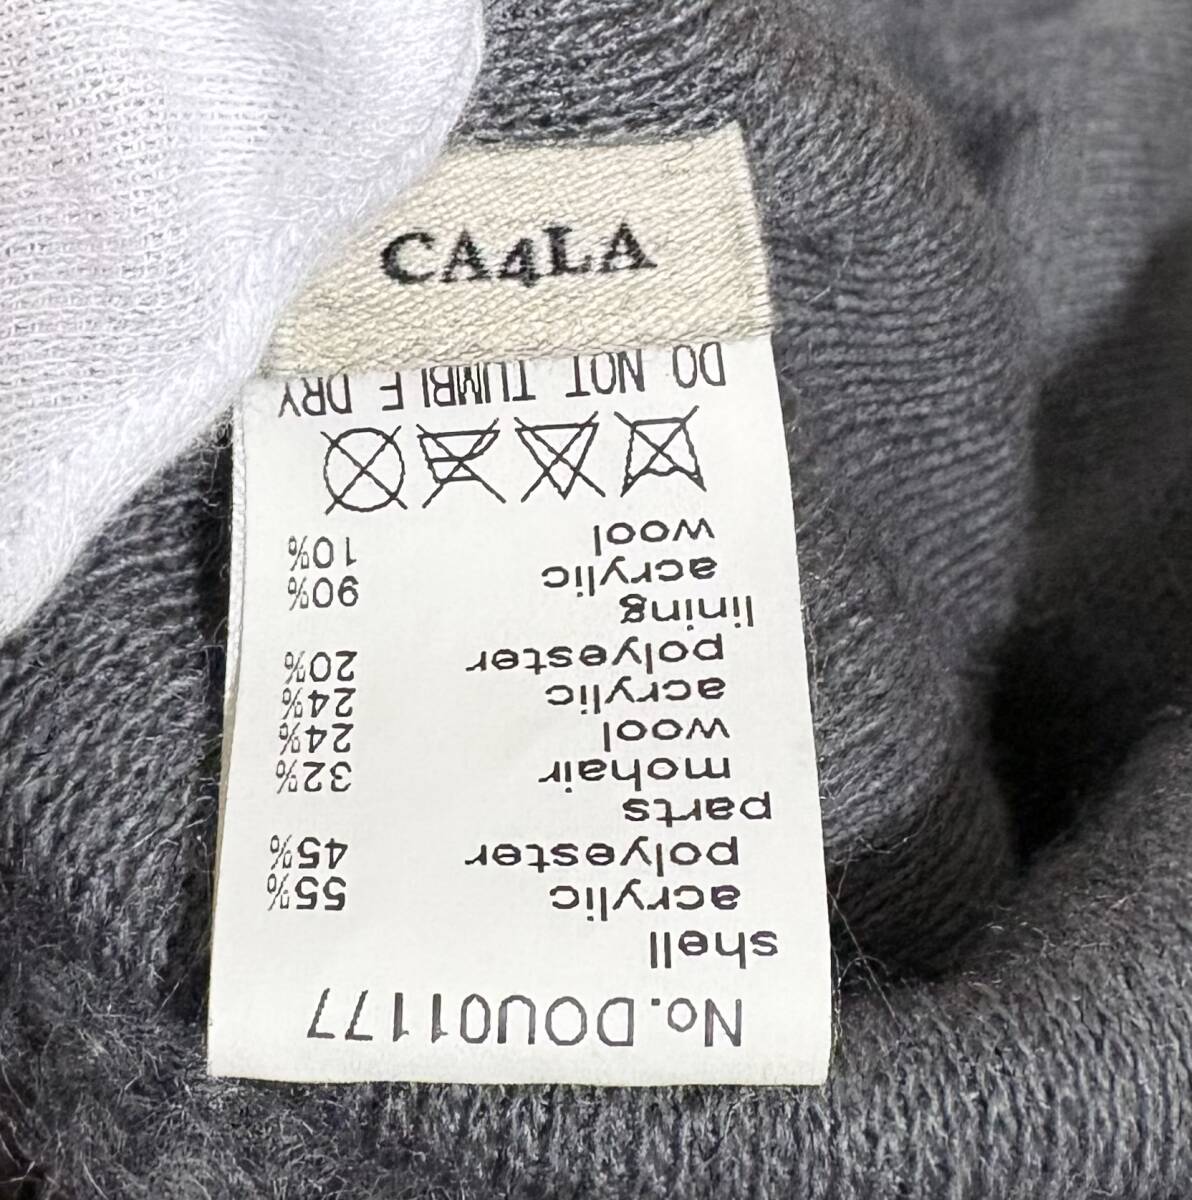 CA4LA
No.DOU01177
shell
acrylic 55%
polyester 45%
parts
mohair 32%
wool 24%
acrylic 24%
polyester 20%
lining
acrylic 90%
wool 10%
DO NOT TUMBLE DRY